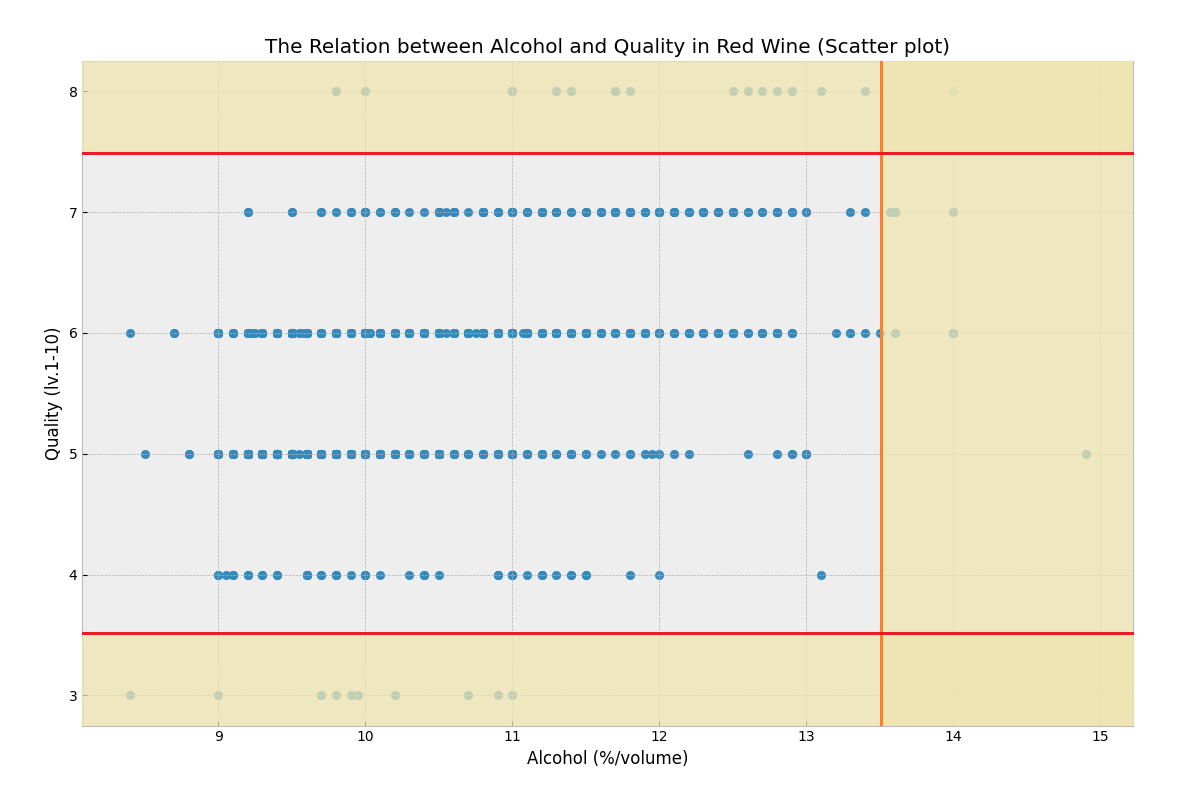 The Relation between Alcohol and Quality in Red Wine (Scatter plot)
8
7
6
5
4
3
Quality (lv.1-10)
9 10 11 12 13 14 15
Alcohol (%/volume)